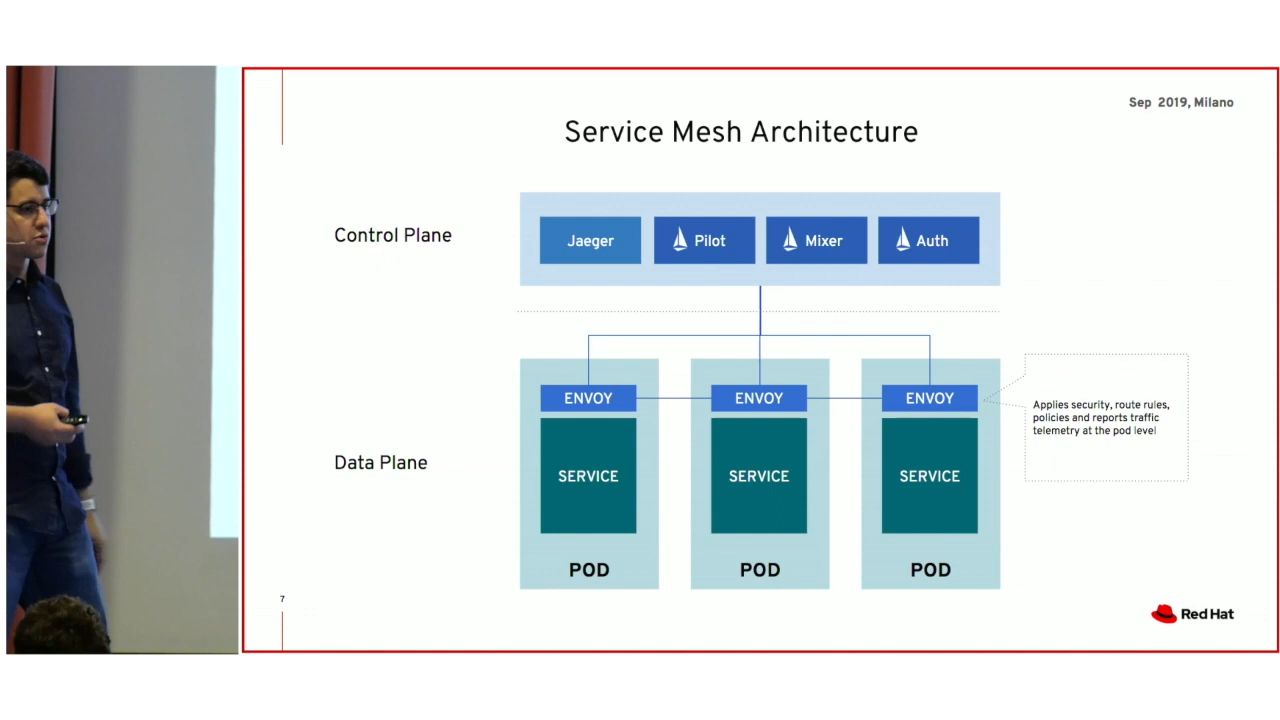 Sep 2019, Milano
Service Mesh Architecture
Control Plane
Jaeger
Pilot
Mixer
Auth
ENVOY
ENVOY
ENVOY
Applies security, route rules,
policies and reports traffic
telemetry at the pod level
Data Plane
SERVICE
SERVICE
SERVICE
POD
POD
POD
7
Red Hat